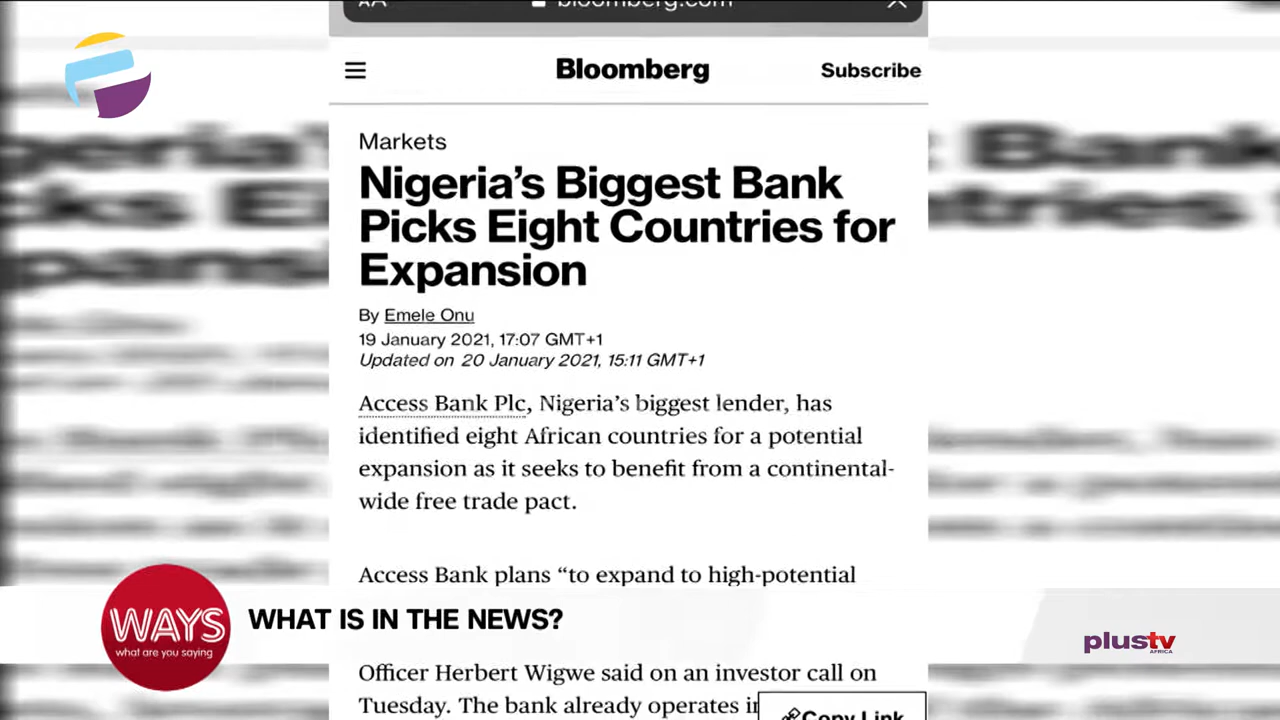 AA bloomberg.com
Bloomberg
Subscribe
Markets
Nigeria's Biggest Bank
Picks Eight Countries for
Expansion
By Emele Onu
19 January 2021, 17:07 GMT+1
Updated on 20 January 2021, 15:11 GMT+1
Access Bank Plc, Nigeria's biggest lender, has
identified eight African countries for a potential
expansion as it seeks to benefit from a continental-
wide free trade pact.
Access Bank plans “to expand to high-potential
WAYS
what are you saying
WHAT IS IN THE NEWS?
plustv
AFRICA
Officer Herbert Wigwe said on an investor call on
Tuesday. The bank already operates
Copy Link